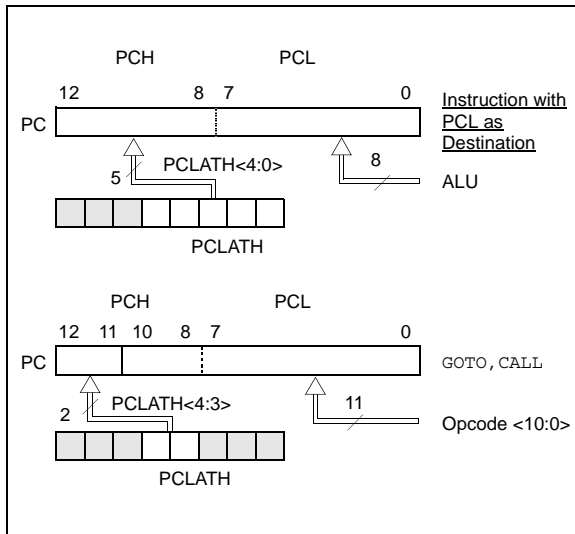 PCH PCL
12 8 7 0
PC
Instruction with
PCL as
Destination
5 PCLATH<4:0> 8
ALU
PCLATH
PCH PCL
12 11 10 8 7 0
PC GOTO, CALL
2 PCLATH<4:3> 11
Opcode <10:0>
PCLATH